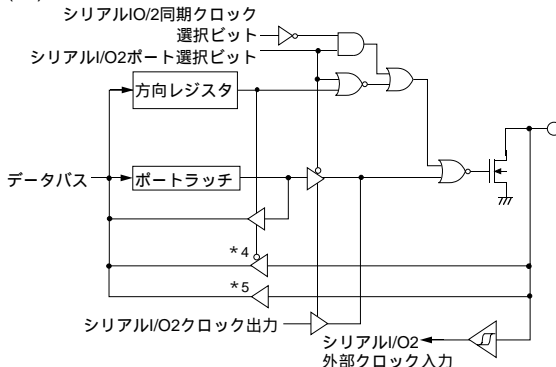 シリアルIO/2同期クロック
選択ビット
シリアルI/O2ポート選択ビット
方向レジスタ
データバス
ポートラッチ
*4
*5
シリアルI/O2クロック出力
シリアルI/O2
外部クロック入力